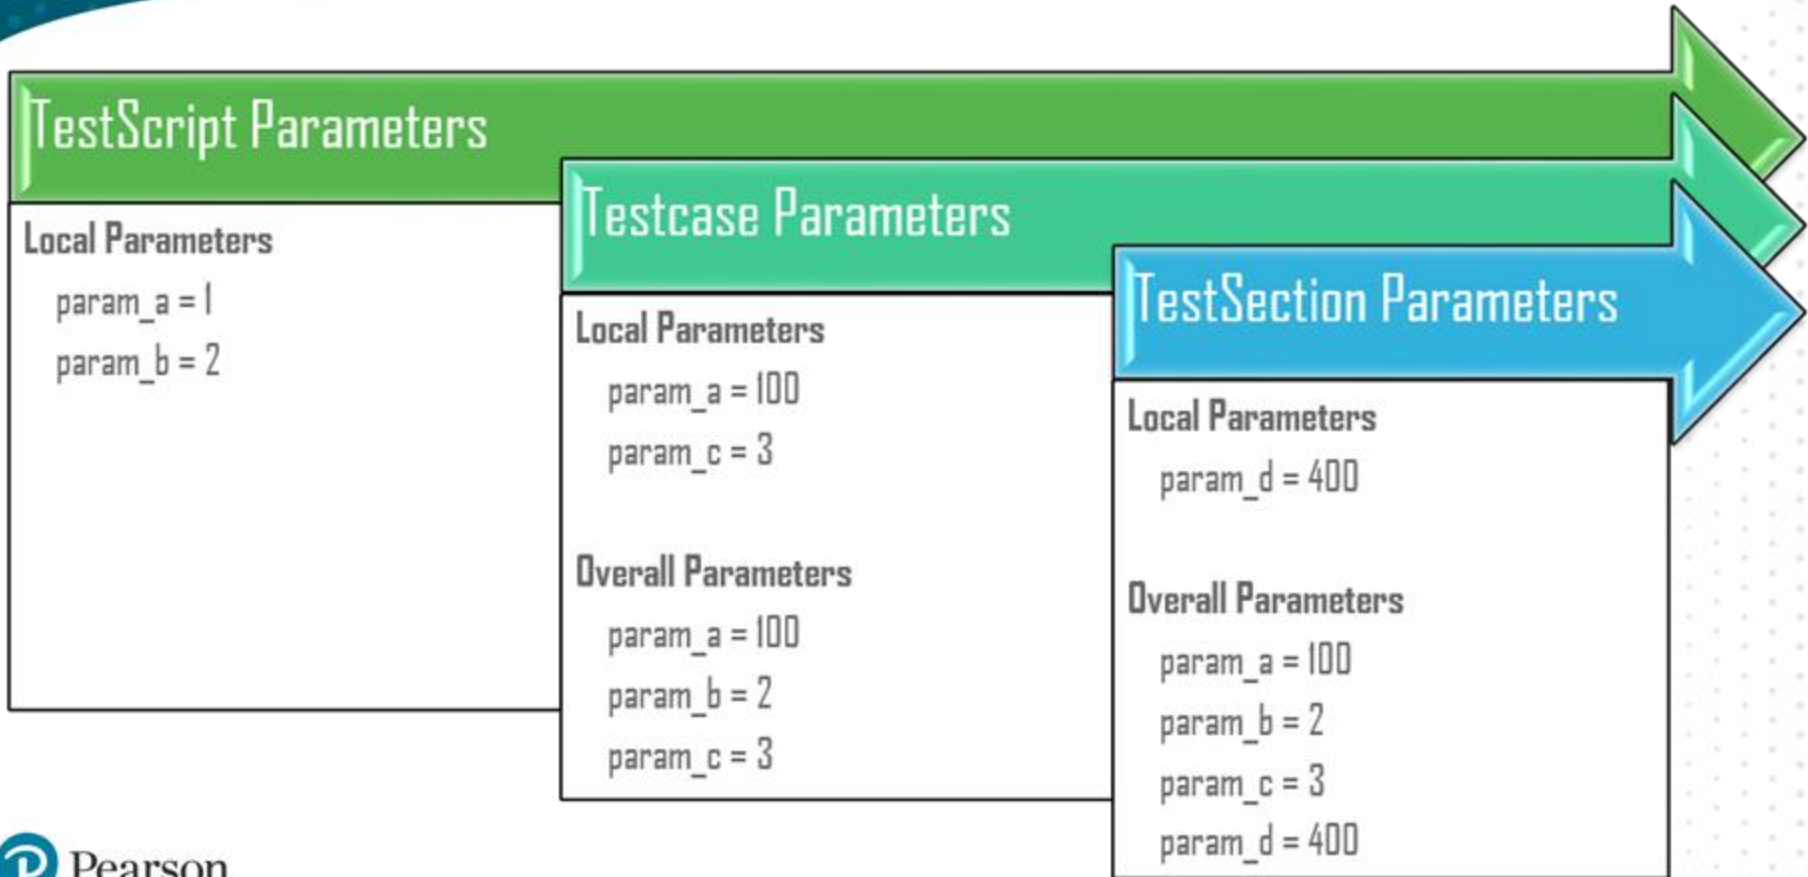 TestScript Parameters
Local Parameters
param_a = 1
param_b = 2
Testcase Parameters
Local Parameters
param_a = 100
param_c = 3
Overall Parameters
param_a = 100
param_b = 2
param_c = 3
TestSection Parameters
Local Parameters
param_d = 400
Overall Parameters
param_a = 100
param_b = 2
param_c = 3
param_d = 400
Pearson